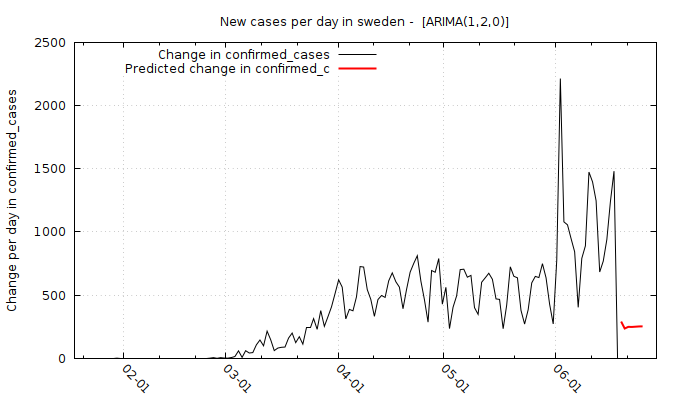 New cases per day in sweden -  [ARIMA(1,2,0)]
Change in confirmed_cases
Predicted change in confirmed_c
Change per day in confirmed_cases
2500
2000
1500
1000
500
0
02-01
03-01
04-01
05-01
06-01